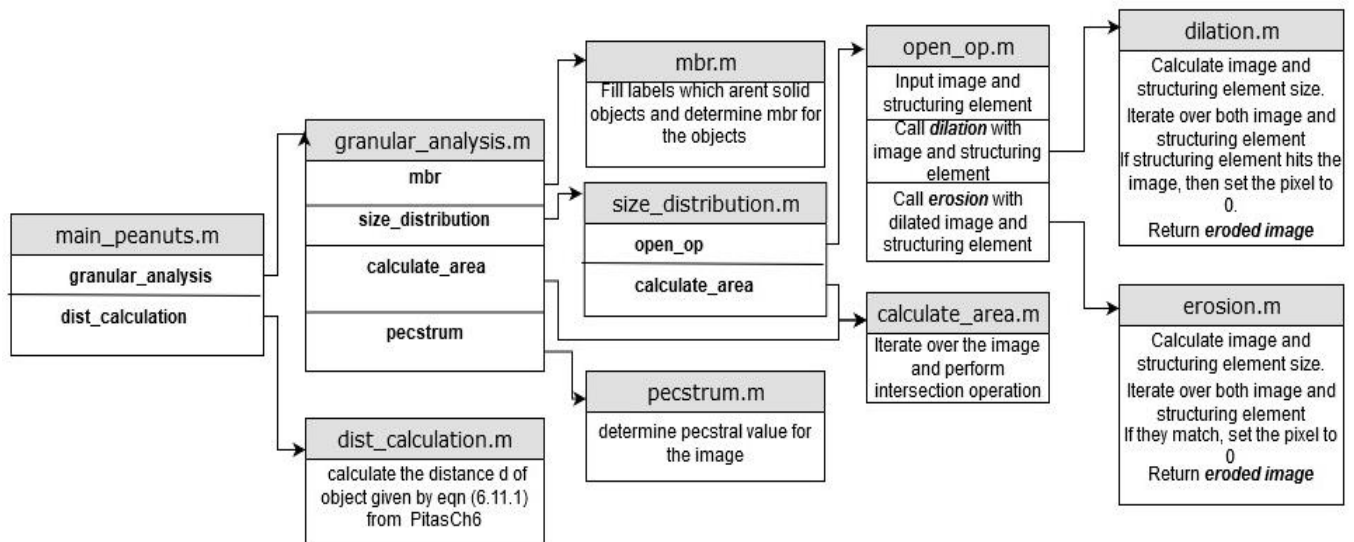 main_peanuts.m
granular_analysis
dist_calculation
granular_analysis.m
mbr
size_distribution
calculate_area
pecstrum
dist_calculation.m
calculate the distance d of
object given by eqn (6.11.1)
from PitasCh6
mbr.m
Fill labels which arent solid
objects and determine mbr for
the objects
size_distribution.m
open_op
calculate_area
pecstrum.m
determine pecstral value for
the image
open_op.m
Input image and
structuring element
Call dilation with
image and structuring
element
Call erosion with
dilated image and
structuring element
calculate_area.m
Iterate over the image
and perform
intersection operation
dilation.m
Calculate image and
structuring element size.
Iterate over both image and
structuring element
If structuring element hits the
image, then set the pixel to
0.
Return eroded image
erosion.m
Calculate image and
structuring element size.
Iterate over both image and
structuring element
If they match, set the pixel to
0
Return eroded image